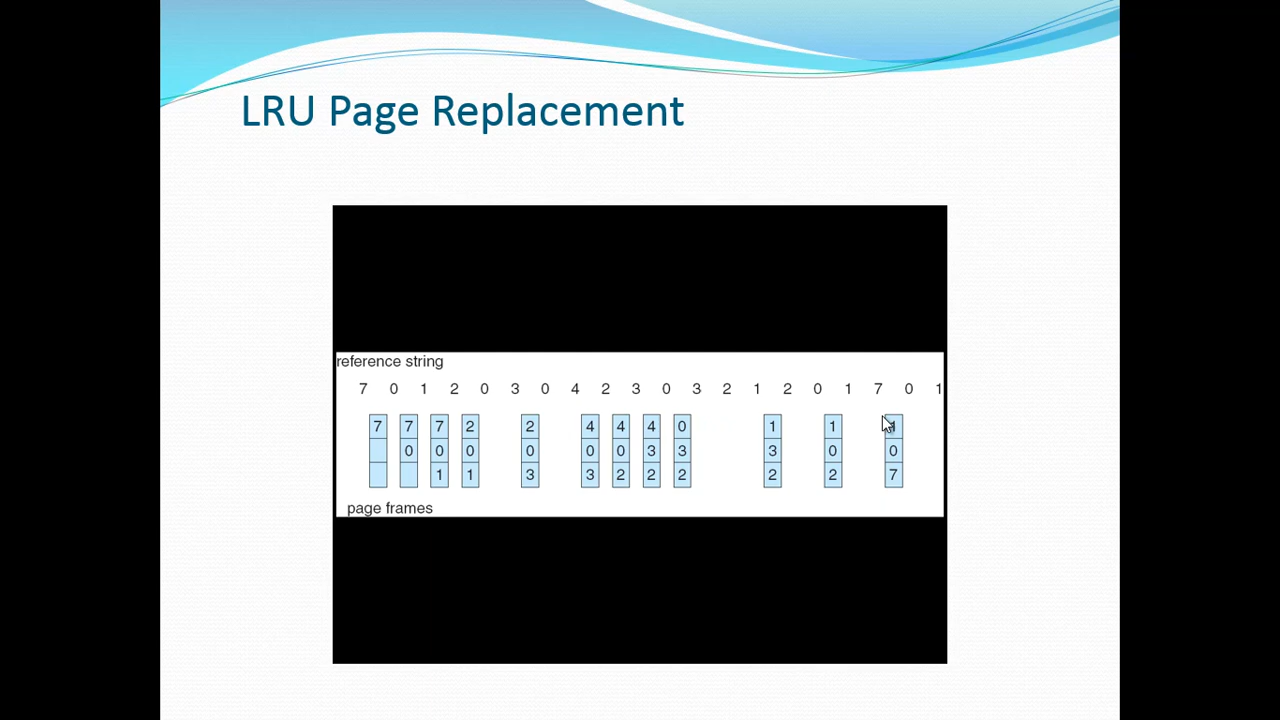 LRU Page Replacement
reference string
7 0 1 2 0 3 0 4 2 3 0 3 2 1 2 0 1 7 0 1
7 7 7 2 2 4 4 4 0 1 1
0 0 0 0 0 0 3 3 3 0 0
1 1 3 3 2 2 2 2 2 7
page frames